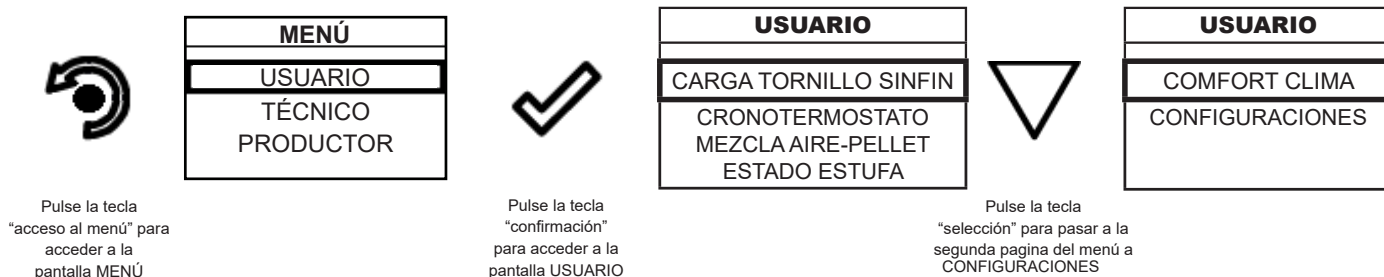 MENÚ
USUARIO
TÉCNICO
PRODUCTOR
USUARIO
CARGA TORNILLO SINFIN
CRONOTERMOSTATO
MEZCLA AIRE-PELLET
ESTADO ESTUFA
USUARIO
COMFORT CLIMA
CONFIGURACIONES
Pulse la tecla
“acceso al menú” para
acceder a la
pantalla MENÚ
Pulse la tecla
“confirmación”
para acceder a la
pantalla USUARIO
Pulse la tecla
“selección” para pasar a la
segunda pagina del menú a
CONFIGURACIONES